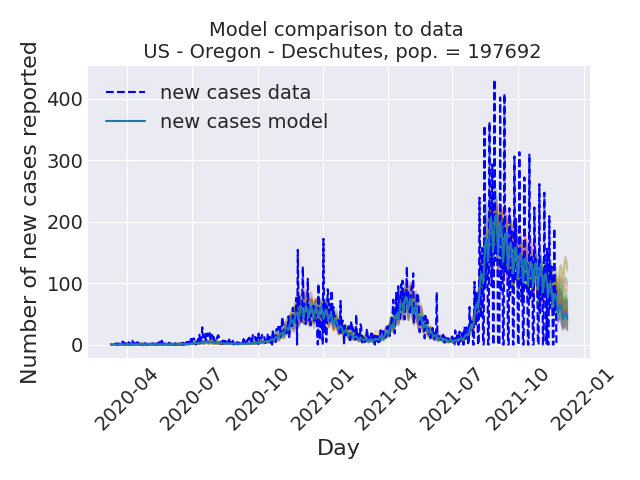 Model comparison to data
US - Oregon - Deschutes, pop. = 197692
Number of new cases reported
400
300
200
100
0
new cases data
new cases model
2020-04
2020-07
2020-10
2021-01
2021-04
2021-07
2021-10
2022-01
Day